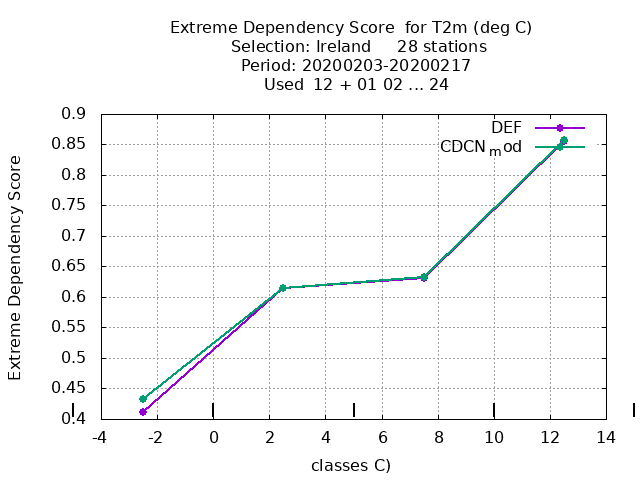 Extreme Dependency Score  for T2m (deg C)
Selection: Ireland     28 stations
Period: 20200203-20200217
Used  12 + 01 02 ... 24
DEF
CDCNmod
Extreme Dependency Score
0.9
0.85
0.8
0.75
0.7
0.65
0.6
0.55
0.5
0.45
0.4
-4 -2 0 2 4 6 8 10 12 14
classes C)